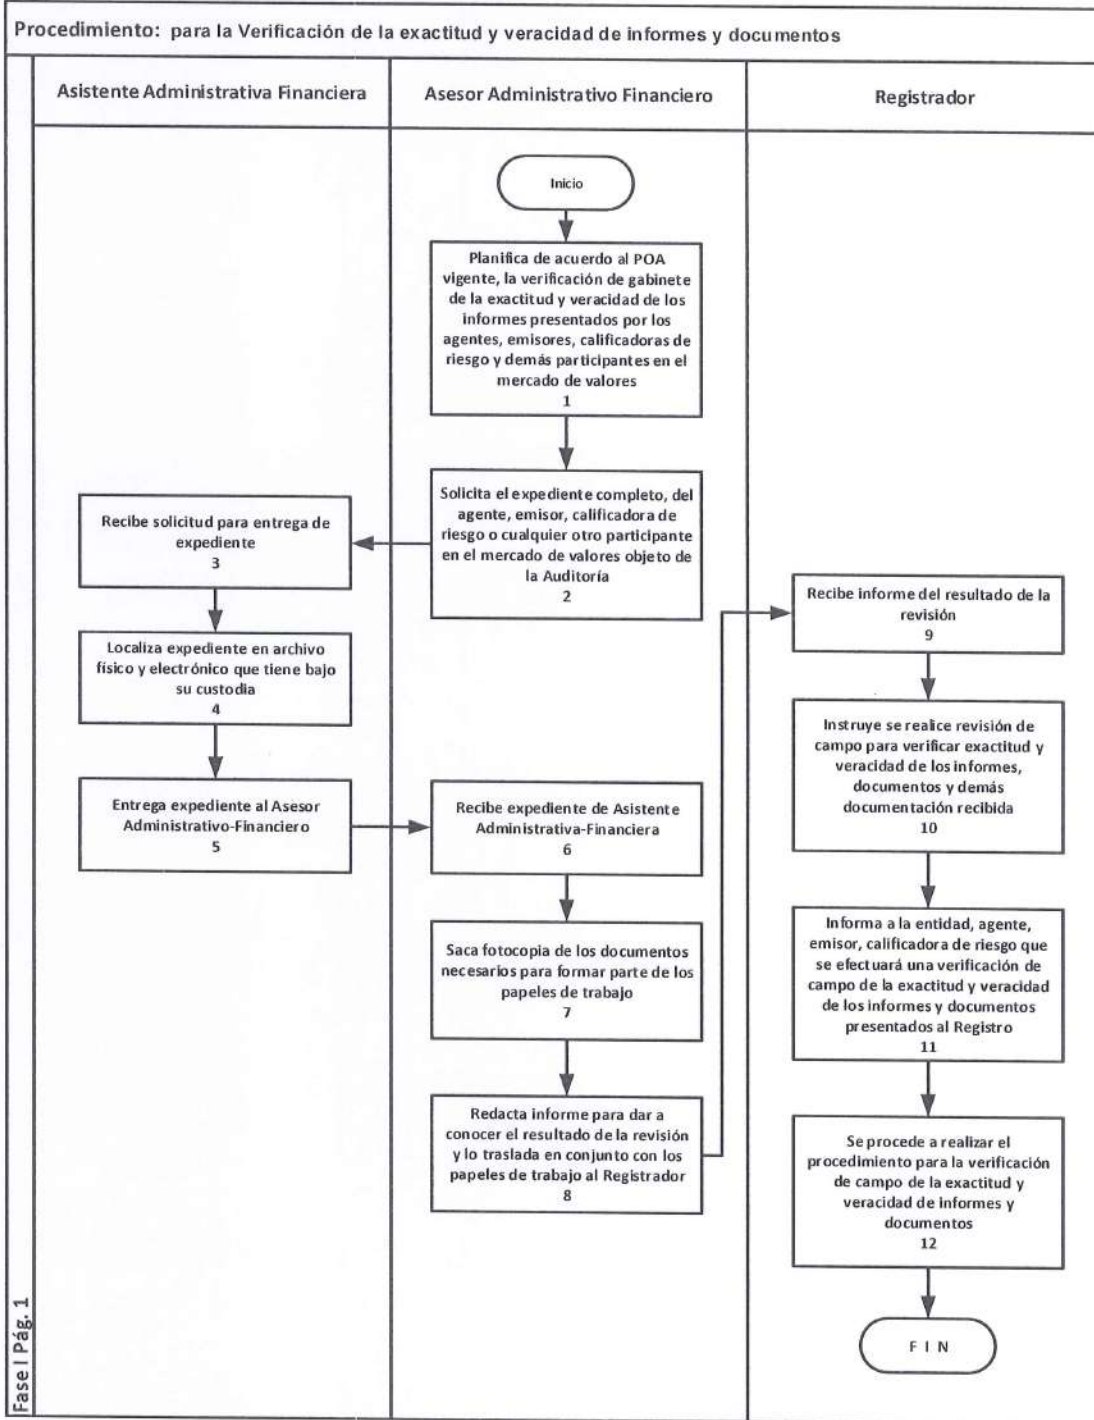 Procedimiento: para la Verificación de la exactitud y veracidad de informes y documentos
Asistente Administrativa Financiera
Asesor Administrativo Financiero
Registrador
Inicio
Planifica de acuerdo al POA
vigente, la verificación de gabinete
de la exactitud y veracidad de los
informes presentados por los
agentes, emisores, calificadoras de
riesgo y demás participantes en el
mercado de valores
1
Solicita el expediente completo, del
agente, emisor, calificadora de
riesgo o cualquier otro participante
en el mercado de valores objeto de
la Auditoría
2
Recibe solicitud para entrega de
expediente
3
Localiza expediente en archivo
físico y electrónico que tiene bajo
su custodia
4
Entrega expediente al Asesor
Administrativo-Financiero
5
Recibe expediente de Asistente
Administrativa-Financiera
6
Saca fotocopia de los documentos
necesarios para formar parte de los
papeles de trabajo
7
Redacta informe para dar a
conocer el resultado de la revisión
y lo traslada en conjunto con los
papeles de trabajo al Registrador
8
Recibe informe del resultado de la
revisión
9
Instruye se realice revisión de
campo para verificar exactitud y
veracidad de los informes,
documentos y demás
documentación recibida
10
Informa a la entidad, agente,
emisor, calificadora de riesgo que
se efectuará una verificación de
campo de la exactitud y veracidad
de los informes y documentos
presentados al Registro
11
Se procede a realizar el
procedimiento para la verificación
de campo de la exactitud y
veracidad de informes y
documentos
12
F I N
Fase I Pág. 1